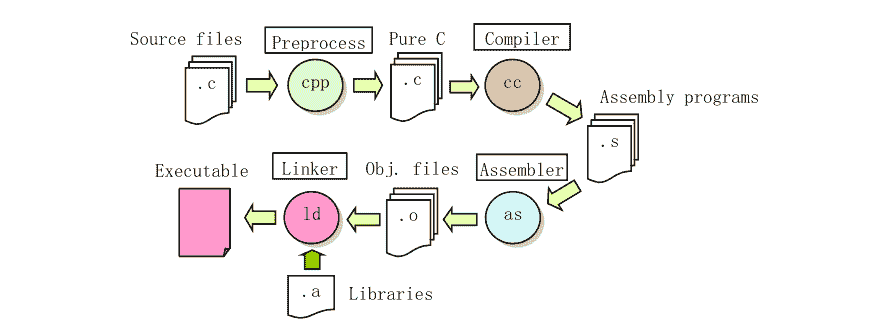 Source files
Preprocess
Pure C
Compiler
.c
cpp
.c
cc
Assembly programs
.s
Executable
Linker
Obj. files
Assembler
ld
.o
as
.a
Libraries